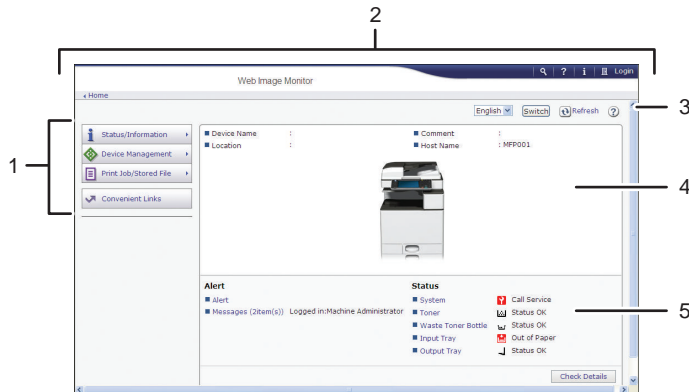 2
Login
Web Image Monitor
Home
English Switch Refresh
3
1
Status/Information
Device Management
Print Job/Stored File
Convenient Links
Device Name :
Comment :
Location :
Host Name : MFP001
4
Alert
Alert
Messages (2item(s)) Logged in:Machine Administrator
Status
System Call Service
Toner Status OK
Waste Toner Bottle Status OK
Input Tray Out of Paper
Output Tray Status OK
5
Check Details